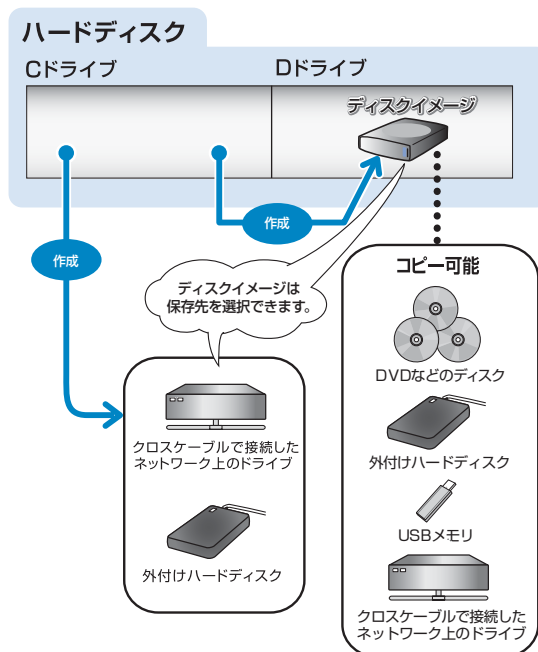 ハードディスク
Cドライブ
Dドライブ
ディスクイメージ
作成
作成
ディスクイメージは
保存先を選択できます。
クロスケーブルで接続した
ネットワーク上のドライブ
外付けハードディスク
コピー可能
DVDなどのディスク
外付けハードディスク
USBメモリ
クロスケーブルで接続した
ネットワーク上のドライブ